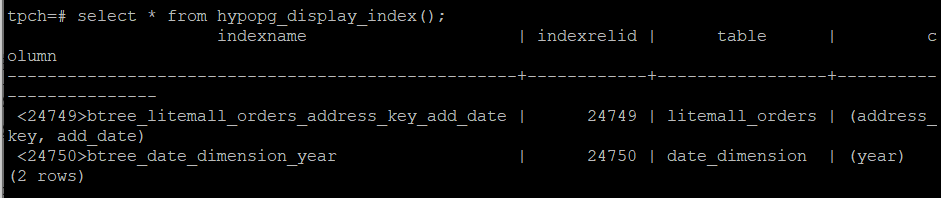 tpch=# select * from hypopg_display_index();
                     indexname                     | indexrelid |      table      |         c
olumn
---------------------------------------------------+------------+-----------------+----------
---------------
 <24749>btree_litemall_orders_address_key_add_date |      24749 | litemall_orders | (address_
key, add_date)
 <24750>btree_date_dimension_year                  |      24750 | date_dimension  | (year)
(2 rows)